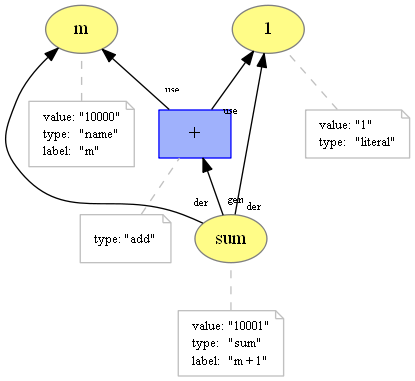 m
1
use
value: "10000"
type: "name"
label: "m"
use
value: "1"
type: "literal"
+
der
gen
der
type: "add"
sum
value: "10001"
type: "sum"
label: "m + 1"